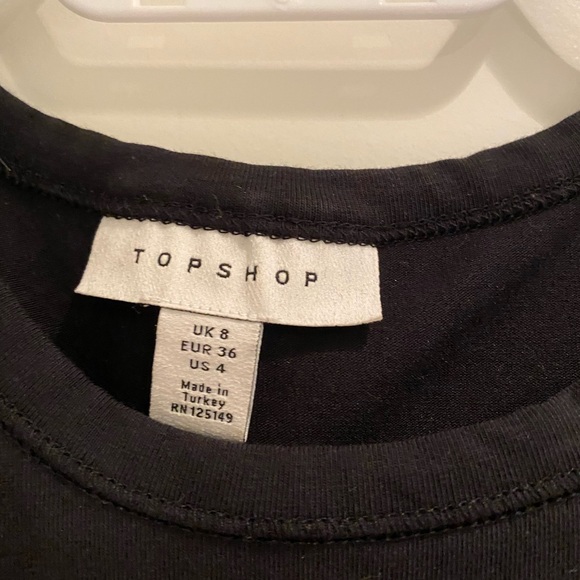 TOPSHOP
UK 8
EUR 36
US 4
Made in
Turkey
RN 125149